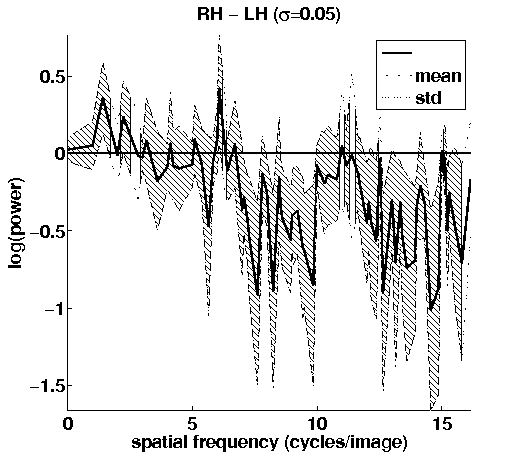 RH − LH (σ=0.05)
mean
std
0.5
0
−0.5
−1
−1.5
log(power)
0 5 10 15
spatial frequency (cycles/image)